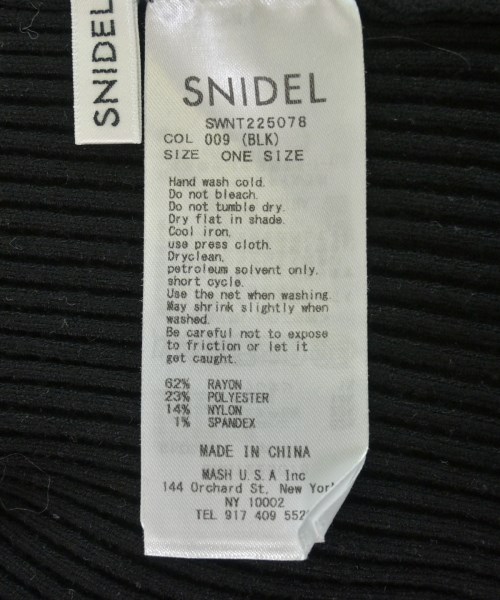 SNIDEL
SNIDEL
SWNT225078
COL 009 (BLK)
SIZE ONE SIZE
Hand wash cold.
Do not bleach.
Do not tumble dry.
Dry flat in shade.
Cool iron,
use press cloth.
Dryclean,
petroleum solvent only.
short cycle.
Use the net when washing.
May shrink slightly when
washed.
Be careful not to expose
to friction or let it
get caught.
62% RAYON
23% POLYESTER
14% NYLON
1% SPANDEX
MADE IN CHINA
MASH U.S.A Inc
144 Orchard St, New York
NY 10002
TEL 917 409 552